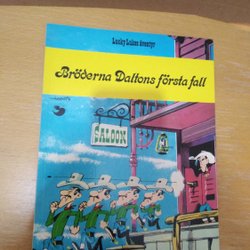 Lucky Lukes äventyr
Bröderna Daltons första fall
SALOON